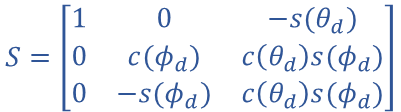 S = [1 0 −s(θ_d)
0 c(ϕ_d) c(θ_d)s(ϕ_d)
0 −s(ϕ_d) c(θ_d)s(ϕ_d)]